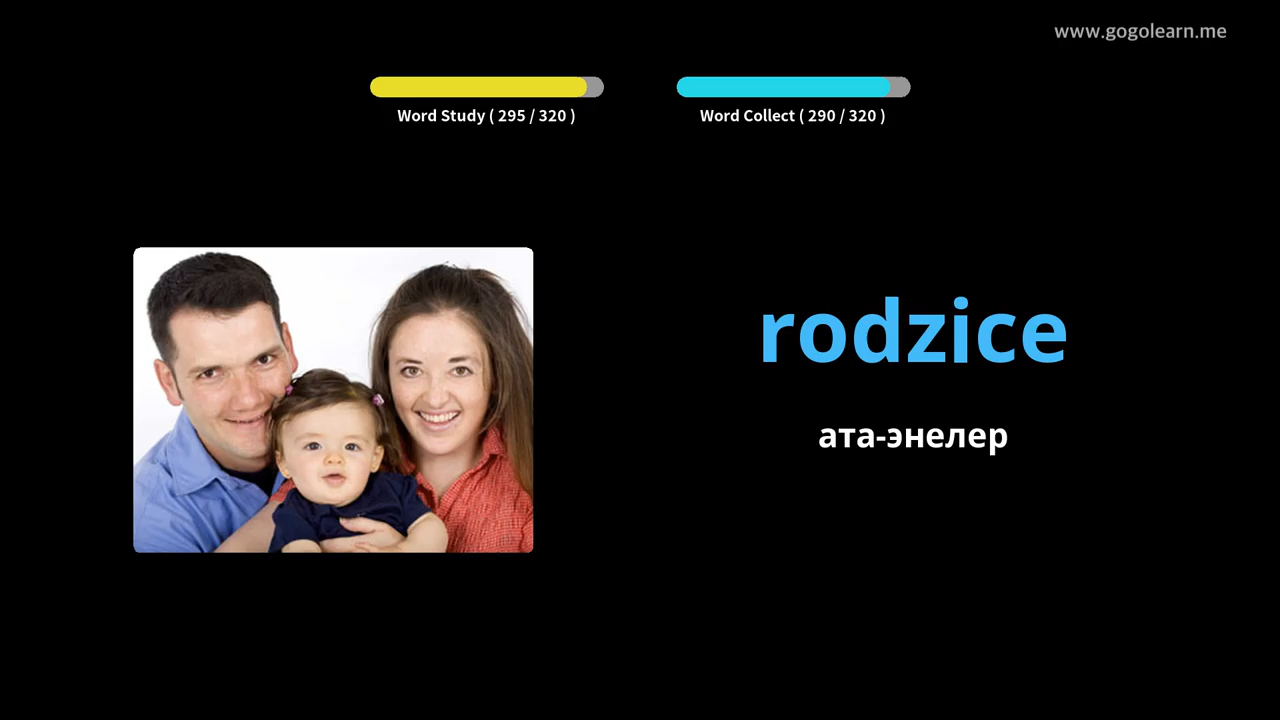 www.gogolearn.me
Word Study ( 295 / 320 )
Word Collect ( 290 / 320 )
rodzice
ата-энелер